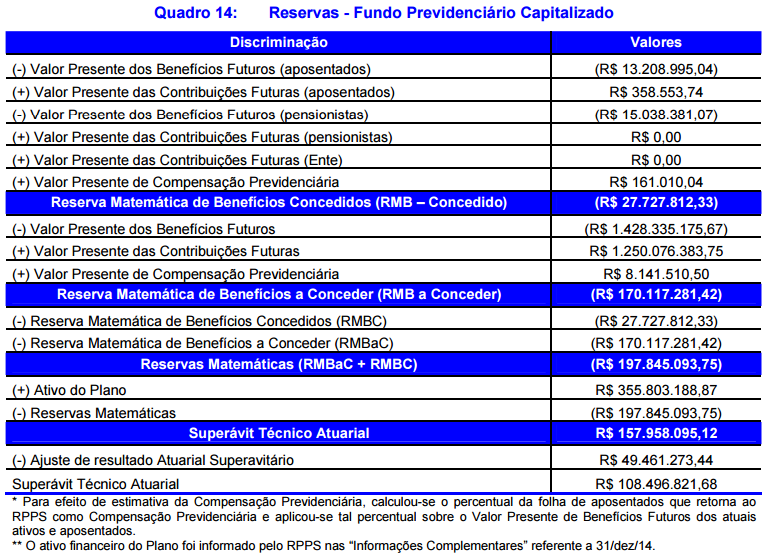 Quadro 14: Reservas - Fundo Previdenciário Capitalizado
Discriminação Valores
(-) Valor Presente dos Benefícios Futuros (aposentados) (R$ 13.208.995,04)
(+) Valor Presente das Contribuições Futuras (aposentados) R$ 358.553,74
(-) Valor Presente dos Benefícios Futuros (pensionistas) (R$ 15.038.381,07)
(+) Valor Presente das Contribuições Futuras (pensionistas) R$ 0,00
(+) Valor Presente das Contribuições Futuras (Ente) R$ 0,00
(+) Valor Presente de Compensação Previdenciária R$ 161.010,04
Reserva Matemática de Benefícios Concedidos (RMB – Concedido) (R$ 27.727.812,33)
(-) Valor Presente dos Benefícios Futuros (R$ 1.428.335.175,67)
(+) Valor Presente das Contribuições Futuras R$ 1.250.076.383,75
(+) Valor Presente de Compensação Previdenciária R$ 8.141.510,50
Reserva Matemática de Benefícios a Conceder (RMB a Conceder) (R$ 170.117.281,42)
(-) Reserva Matemática de Benefícios Concedidos (RMBC) (R$ 27.727.812,33)
(-) Reserva Matemática de Benefícios a Conceder (RMBaC) (R$ 170.117.281,42)
Reservas Matemáticas (RMBaC + RMBC) (R$ 197.845.093,75)
(+) Ativo do Plano R$ 355.803.188,87
(-) Reservas Matemáticas (R$ 197.845.093,75)
Superávit Técnico Atuarial R$ 157.958.095,12
(-) Ajuste de resultado Atuarial Superavitário R$ 49.461.273,44
Superávit Técnico Atuarial R$ 108.496.821,68
* Para efeito de estimativa da Compensação Previdenciária, calculou-se o percentual da folha de aposentados que retorna ao
RPPS como Compensação Previdenciária e aplicou-se tal percentual sobre o Valor Presente de Benefícios Futuros dos atuais
ativos e aposentados.
** O ativo financeiro do Plano foi informado pelo RPPS nas “Informações Complementares” referente a 31/dez/14.